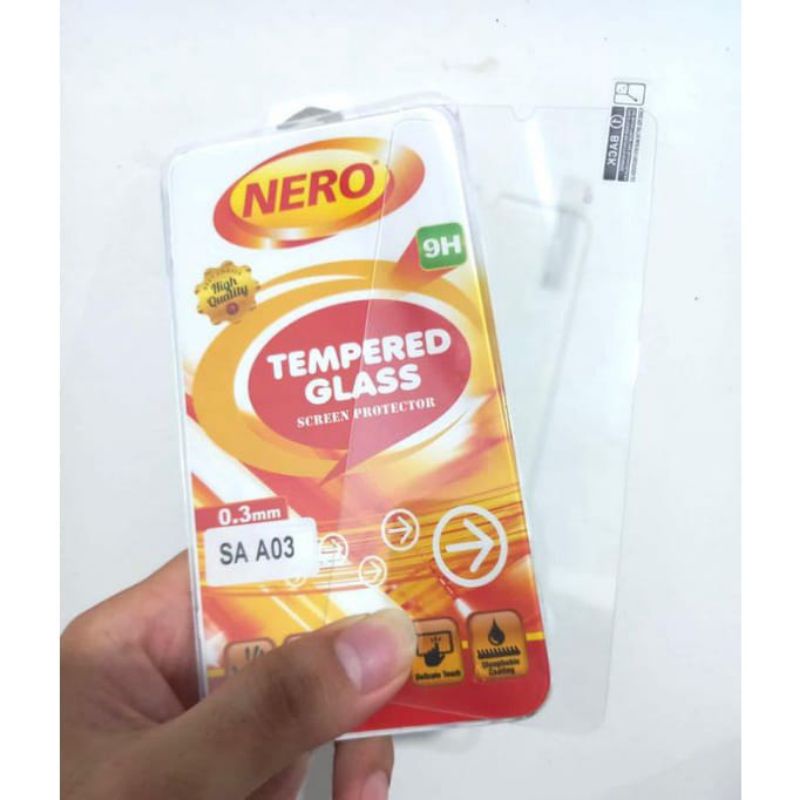 NERO
9H
High
Quality
TEMPERED
GLASS
SCREEN PROTECTOR
0.3mm
SA A03
Delicate Touch
Oleophobic
Coating
BACK